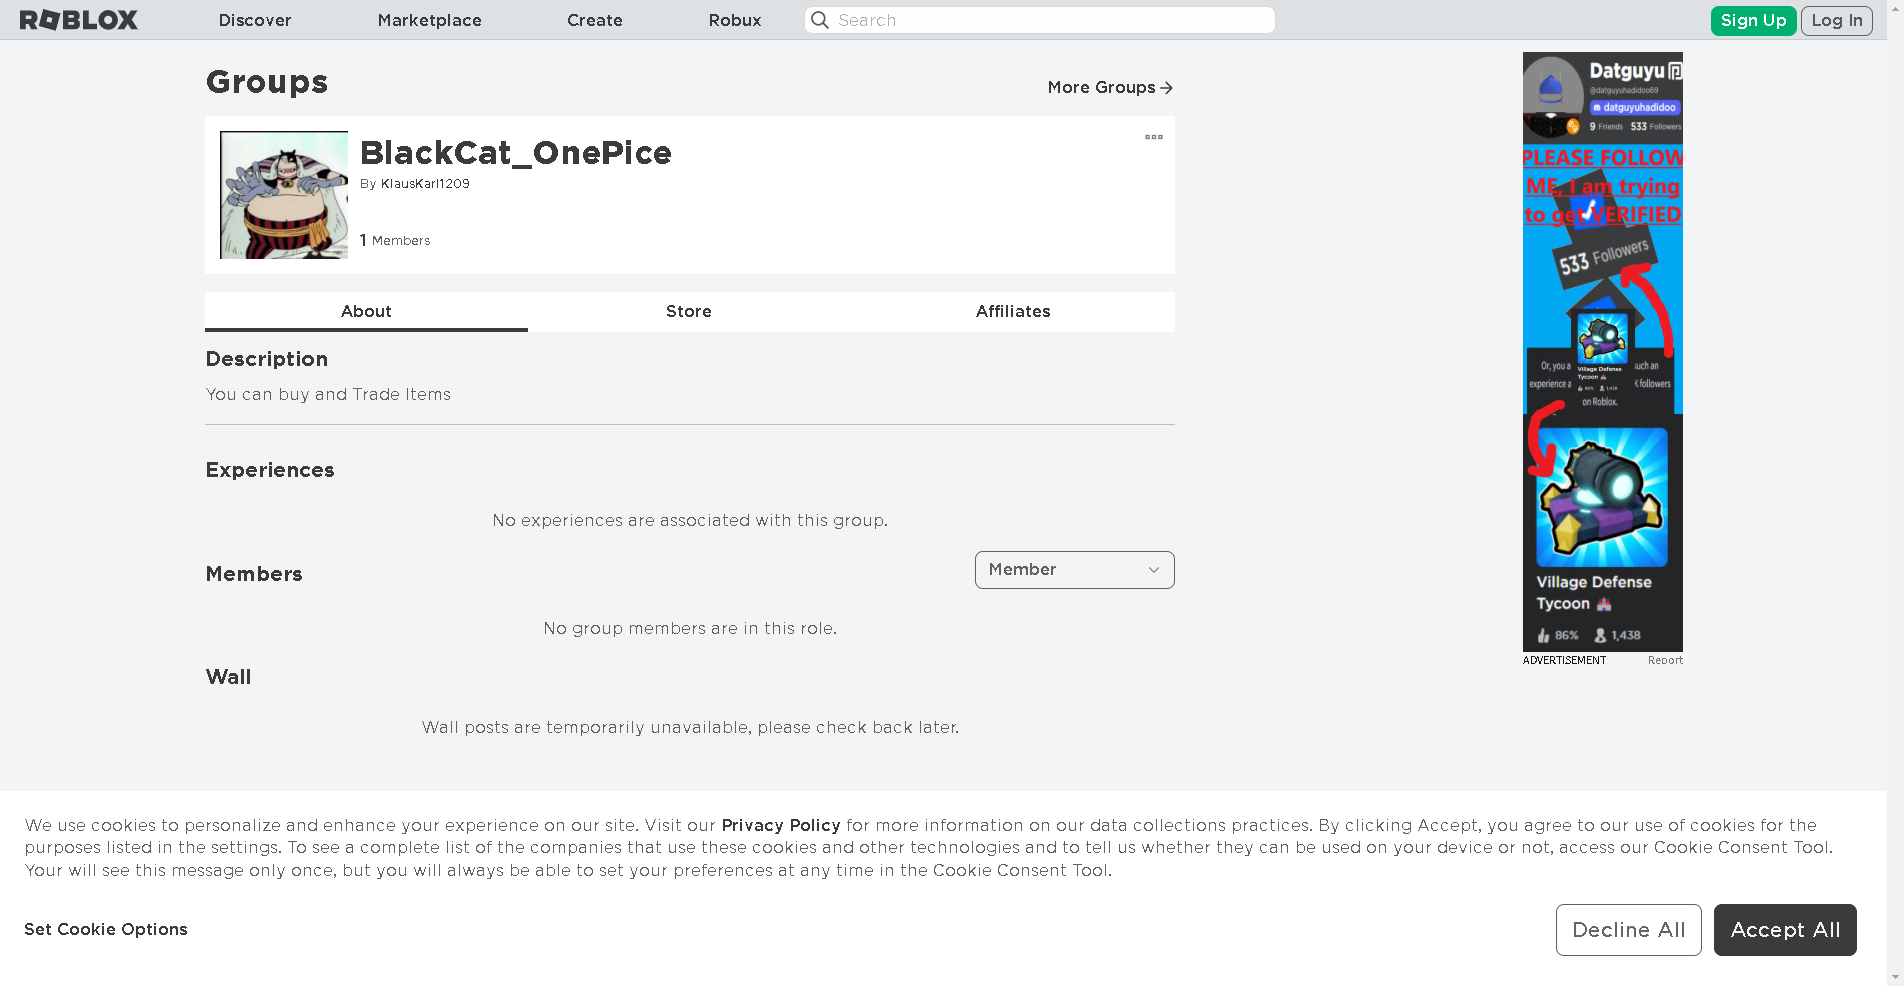 ROBLOX
Discover
Marketplace
Create
Robux
Search
Sign Up
Log In
Groups
More Groups
BlackCat_OnePice
By KlausKarl1209
1 Members
About
Store
Affiliates
Description
You can buy and Trade Items
Experiences
No experiences are associated with this group.
Members
Member
No group members are in this role.
Wall
Wall posts are temporarily unavailable, please check back later.
Datguyu
@datguyuhadidoo69
datguyuhadidoo
9 Friends 533 Followers
PLEASE FOLLOW
ME, I am trying
to get VERIFIED
533 Followers
Or, you a
such an
experience a
K followers
on Roblox.
Village Defense
Tycoon
86% 1,438
Village Defense
Tycoon
86% 1,438
ADVERTISEMENT
Report
We use cookies to personalize and enhance your experience on our site. Visit our Privacy Policy for more information on our data collections practices. By clicking Accept, you agree to our use of cookies for the
purposes listed in the settings. To see a complete list of the companies that use these cookies and other technologies and to tell us whether they can be used on your device or not, access our Cookie Consent Tool.
Your will see this message only once, but you will always be able to set your preferences at any time in the Cookie Consent Tool.
Set Cookie Options
Decline All
Accept All